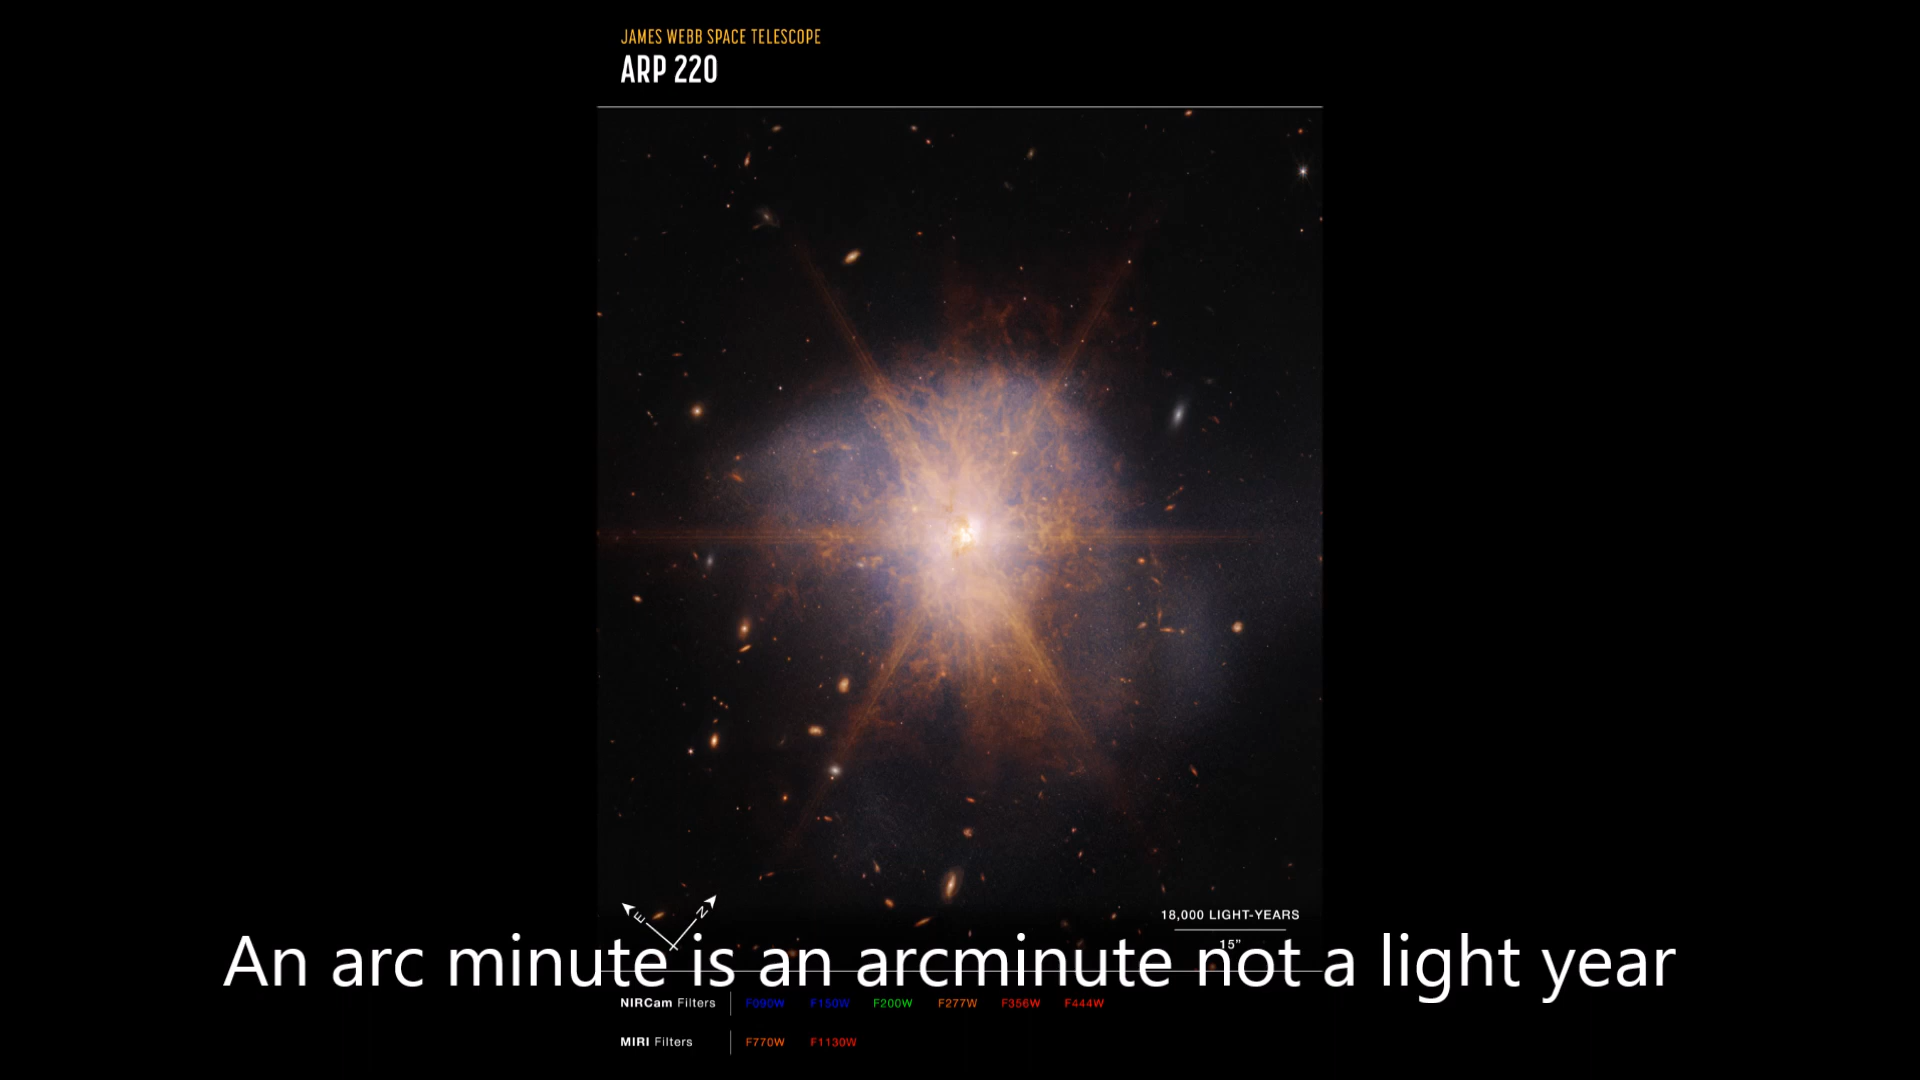 JAMES WEBB SPACE TELESCOPE
ARP 220
E
N
18,000 LIGHT-YEARS
15”
An arc minute is an arcminute not a light year
NIRCam Filters F090W F150W F200W F277W F356W F444W
MIRI Filters F770W F1130W